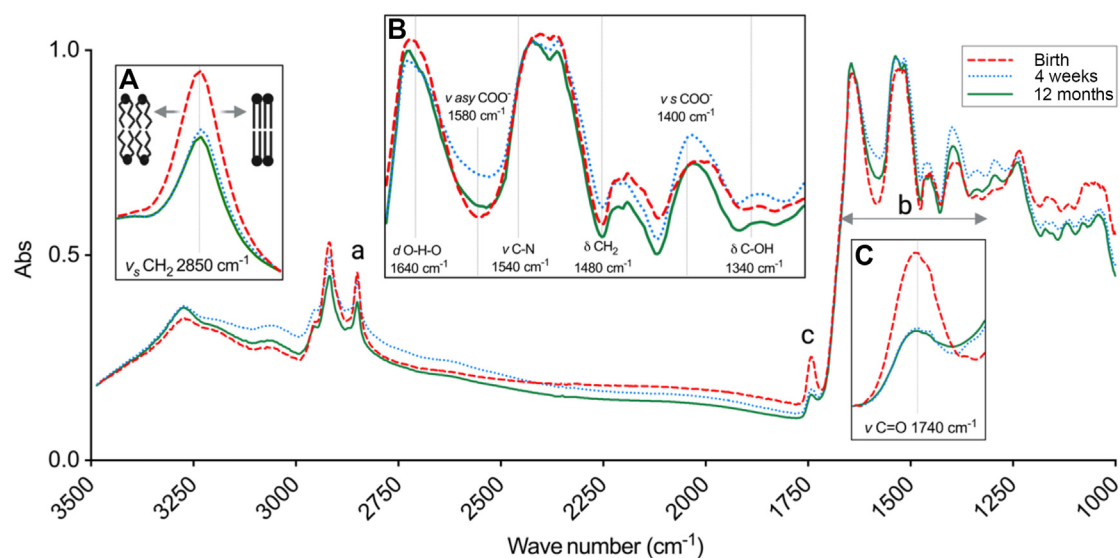 Abs
1.0
0.5
0.0
A
νs CH2 2850 cm-1
B
ν asy COO-
1580 cm-1
ν s COO-
1400 cm-1
d O-H-O
1640 cm-1
ν C-N
1540 cm-1
δ CH2
1480 cm-1
δ C-OH
1340 cm-1
Birth
4 weeks
12 months
a
b
c
C
ν C=O 1740 cm-1
3500
3250
3000
2750
2500
2250
2000
1750
1500
1250
1000
Wave number (cm-1)